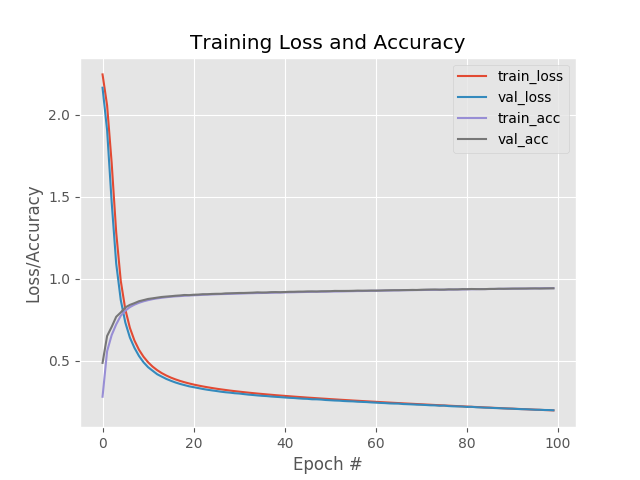 Training Loss and Accuracy
train_loss
val_loss
train_acc
val_acc
Loss/Accuracy
2.0
1.5
1.0
0.5
0 20 40 60 80 100
Epoch #